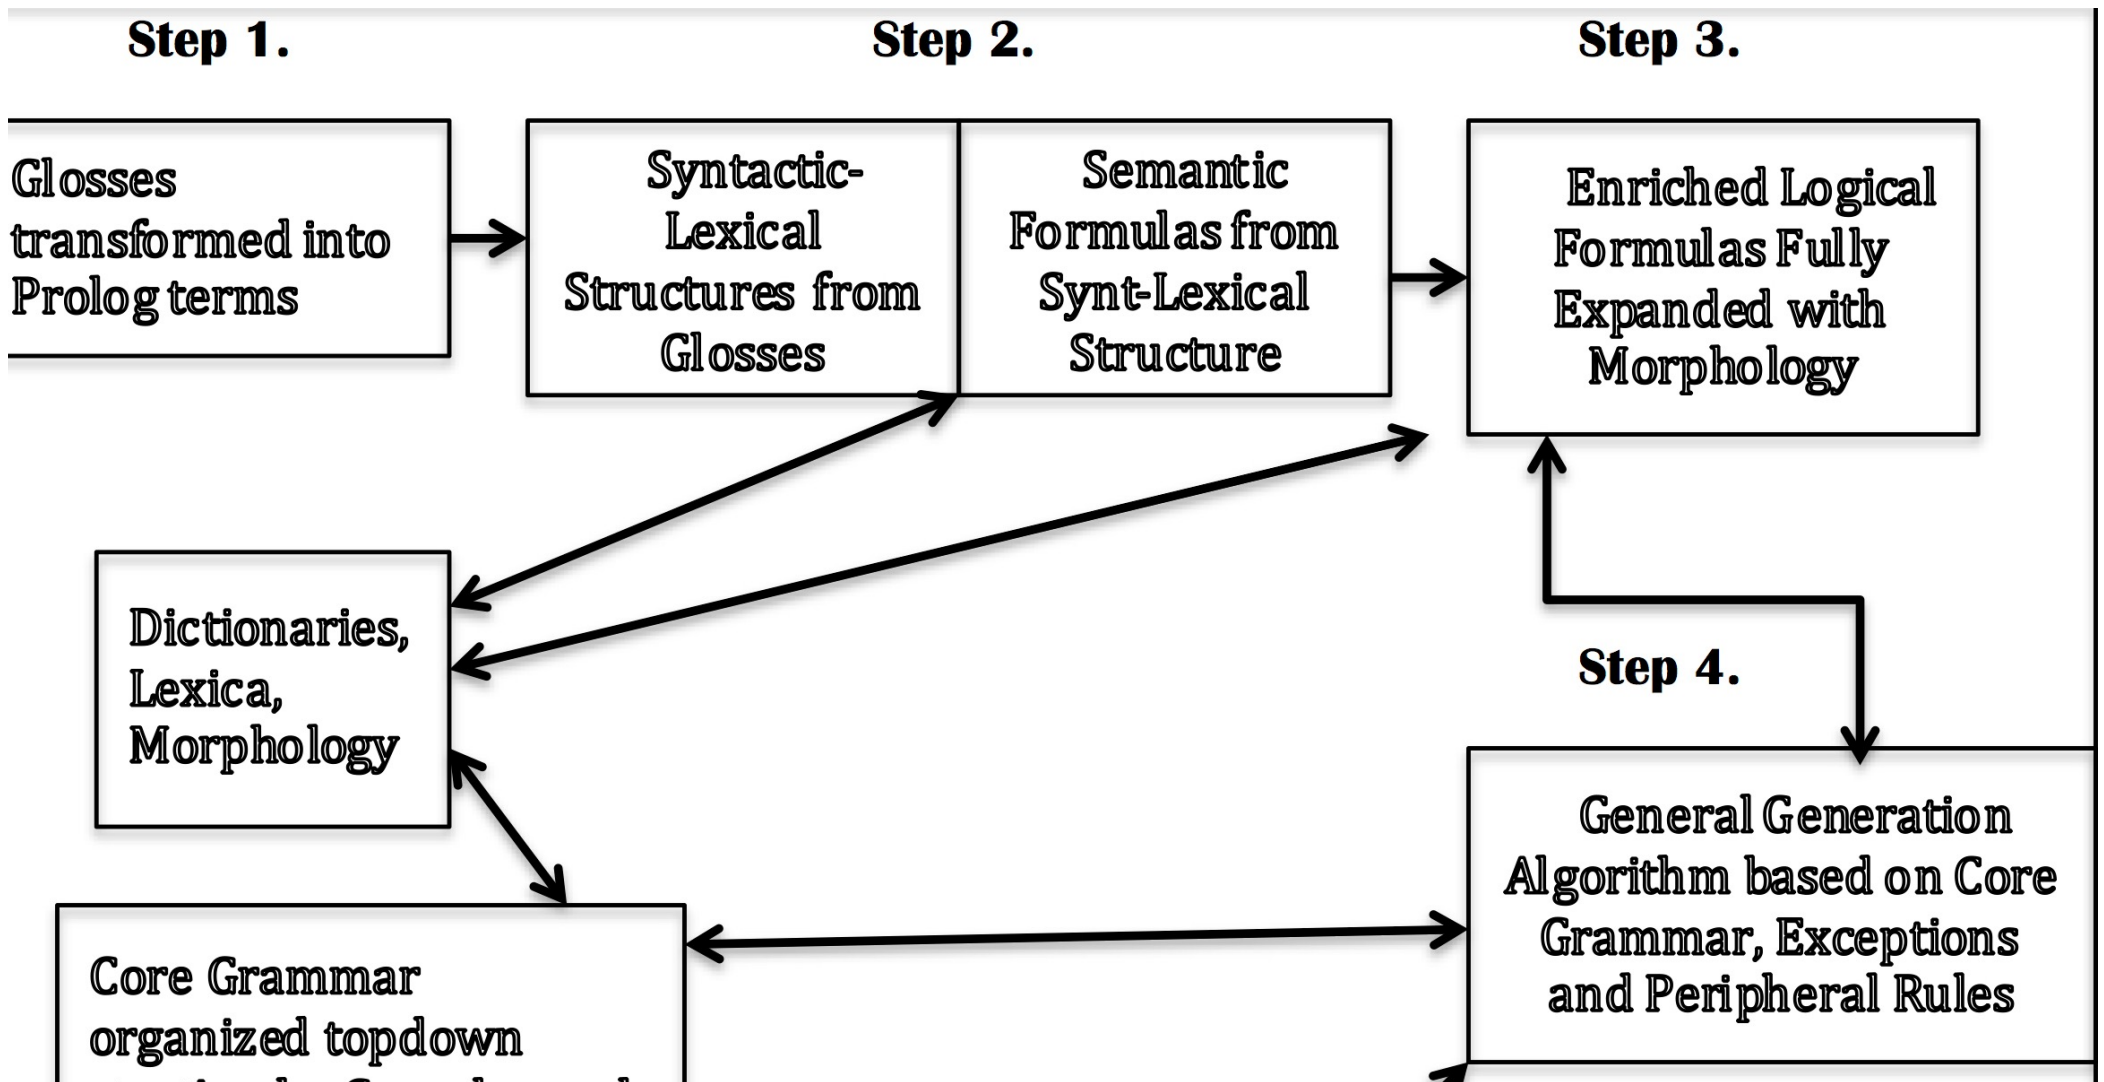 Step 1.
Step 2.
Step 3.
Glosses
transformed into
Prolog terms
Syntactic-
Lexical
Structures from
Glosses
Semantic
Formulas from
Synt-Lexical
Structure
Enriched Logical
Formulas Fully
Expanded with
Morphology
Dictionaries,
Lexica,
Morphology
Step 4.
General Generation
Algorithm based on Core
Grammar, Exceptions
and Peripheral Rules
Core Grammar
organized topdown